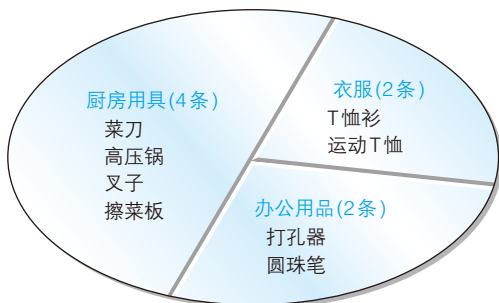 厨房用具(4条)
菜刀
高压锅
叉子
擦菜板
衣服(2条)
T恤衫
运动T恤
办公用品(2条)
打孔器
圆珠笔